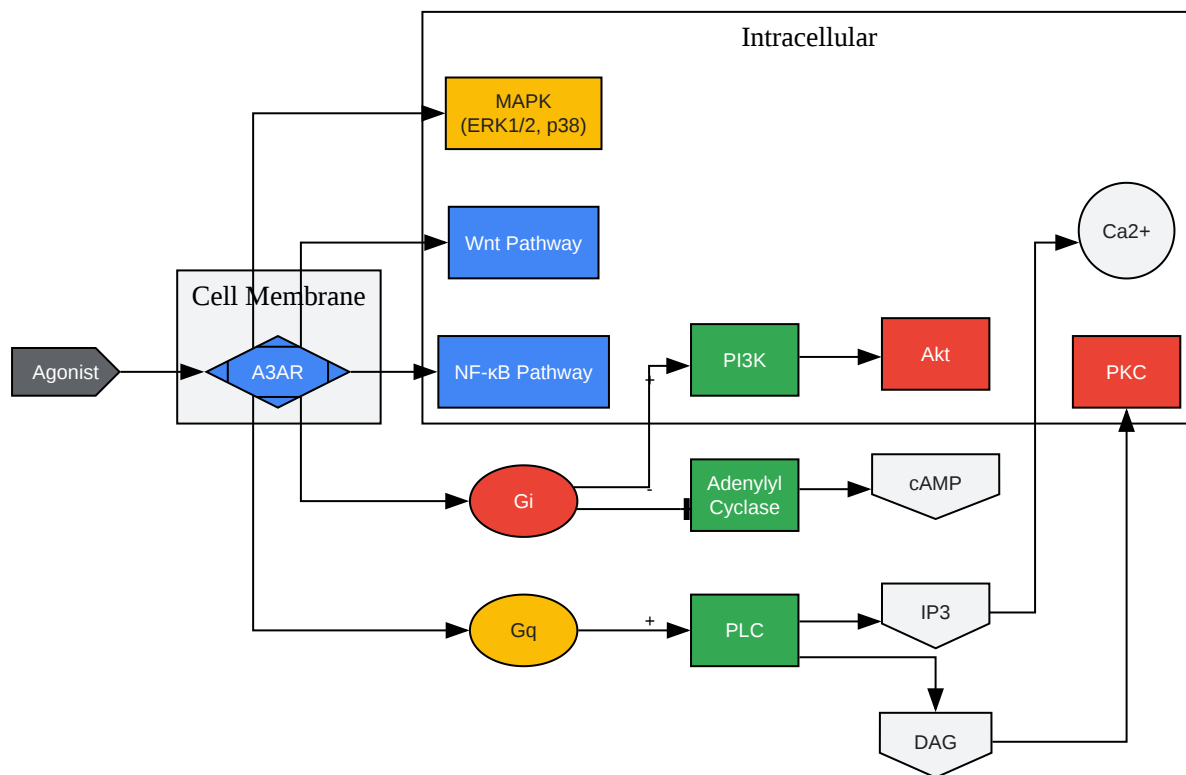 Intracellular
MAPK
(ERK1/2, p38)
Wnt Pathway
Ca2+
Cell Membrane
Agonist
A3AR
NF-κB Pathway
PI3K
Akt
PKC
+
Gi
-
Adenylyl
Cyclase
cAMP
Gq
+
PLC
IP3
DAG